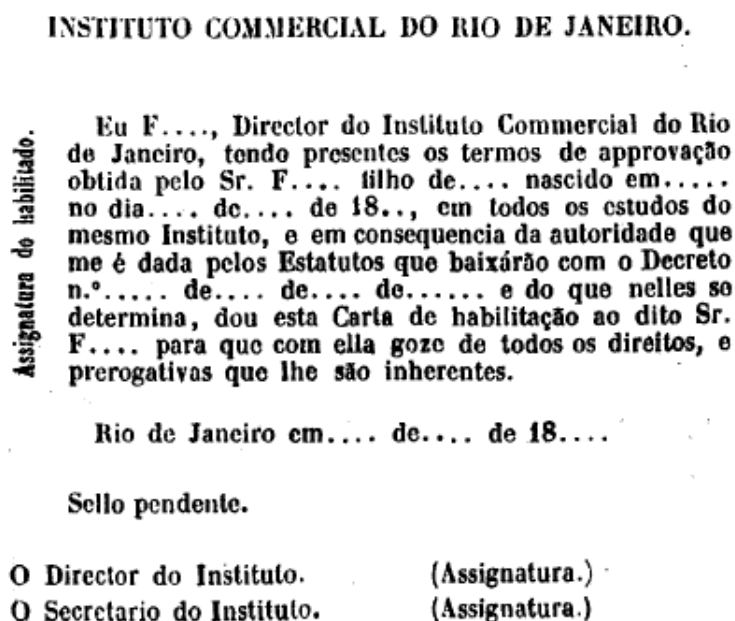 INSTITUTO COMMERCIAL DO RIO DE JANEIRO.
Assignatura do habilitado.
Eu F...., Director do Instituto Commercial do Rio
de Janeiro, tendo presentes os termos de approvação
obtida pelo Sr. F.... filho de.... nascido em.....
no dia.... de.... de 18.., em todos os estudos do
mesmo Instituto, e em consequencia da autoridade que
me é dada pelos Estatutos que baixárão com o Decreto
n.º..... de.... de.... de...... e do que nelles se
determina, dou esta Carta de habilitação ao dito Sr.
F.... para que com ella goze de todos os direitos, e
prerogativas que lhe são inherentes.
Rio de Janeiro em.... de.... de 18....
Sello pendente.
O Director do Instituto. (Assignatura.)
O Secretario do Instituto. (Assignatura.)